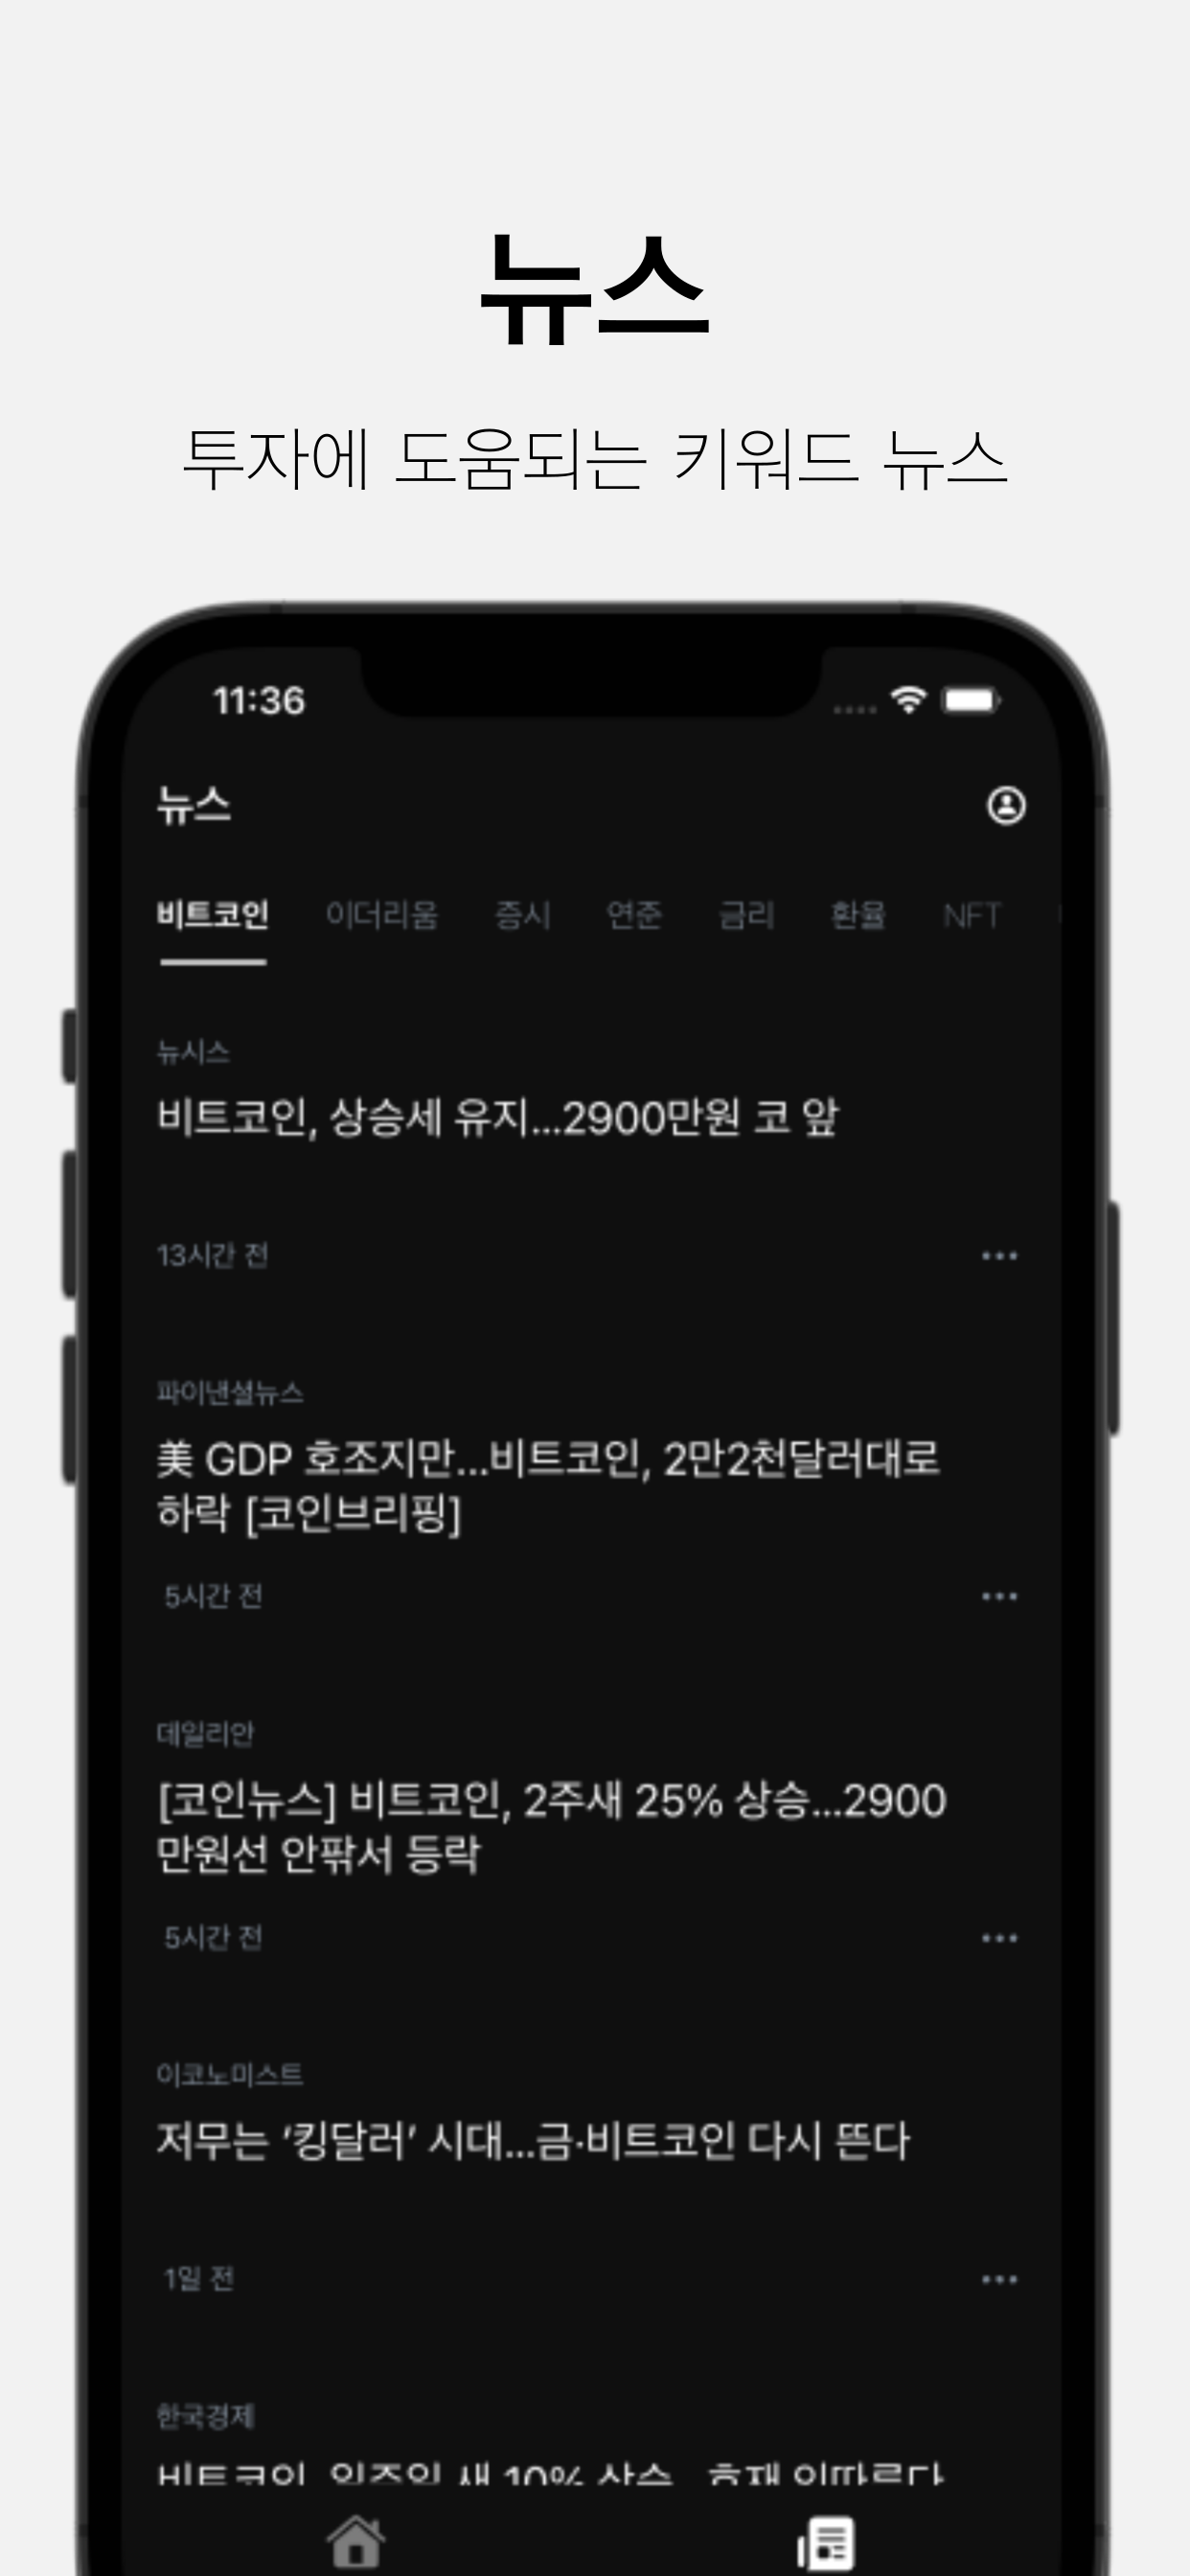 뉴스
투자에 도움되는 키워드 뉴스
11:36
뉴스
비트코인 이더리움 증시 연준 금리 환율 NFT
뉴시스
비트코인, 상승세 유지...2900만원 코 앞
13시간 전
파이낸셜뉴스
美 GDP 호조지만...비트코인, 2만2천달러대로
하락 [코인브리핑]
5시간 전
데일리안
[코인뉴스] 비트코인, 2주새 25% 상승...2900
만원선 안팎서 등락
5시간 전
이코노미스트
저무는 ‘킹달러’ 시대...금·비트코인 다시 뜬다
1일 전
한국경제